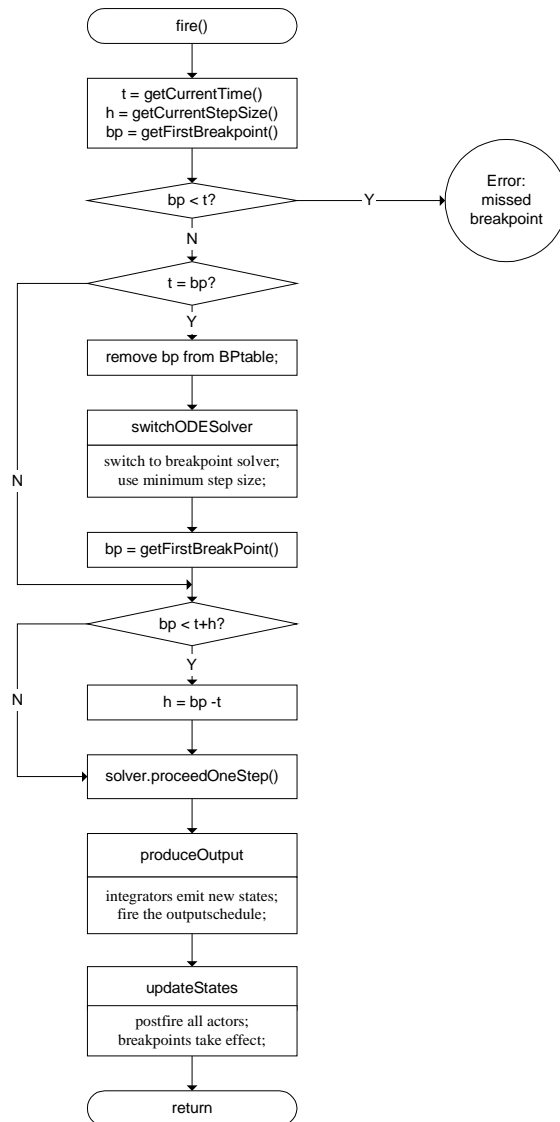 fire()
t = getCurrentTime()
h = getCurrentStepSize()
bp = getFirstBreakpoint()
bp < t?
Y
Error:
missed
breakpoint
N
t = bp?
Y
remove bp from BPtable;
switchODESolver
switch to breakpoint solver;
use minimum step size;
N
bp = getFirstBreakPoint()
bp < t+h?
Y
N
h = bp -t
solver.proceedOneStep()
produceOutput
integrators emit new states;
fire the outputschedule;
updateStates
postfire all actors;
breakpoints take effect;
return